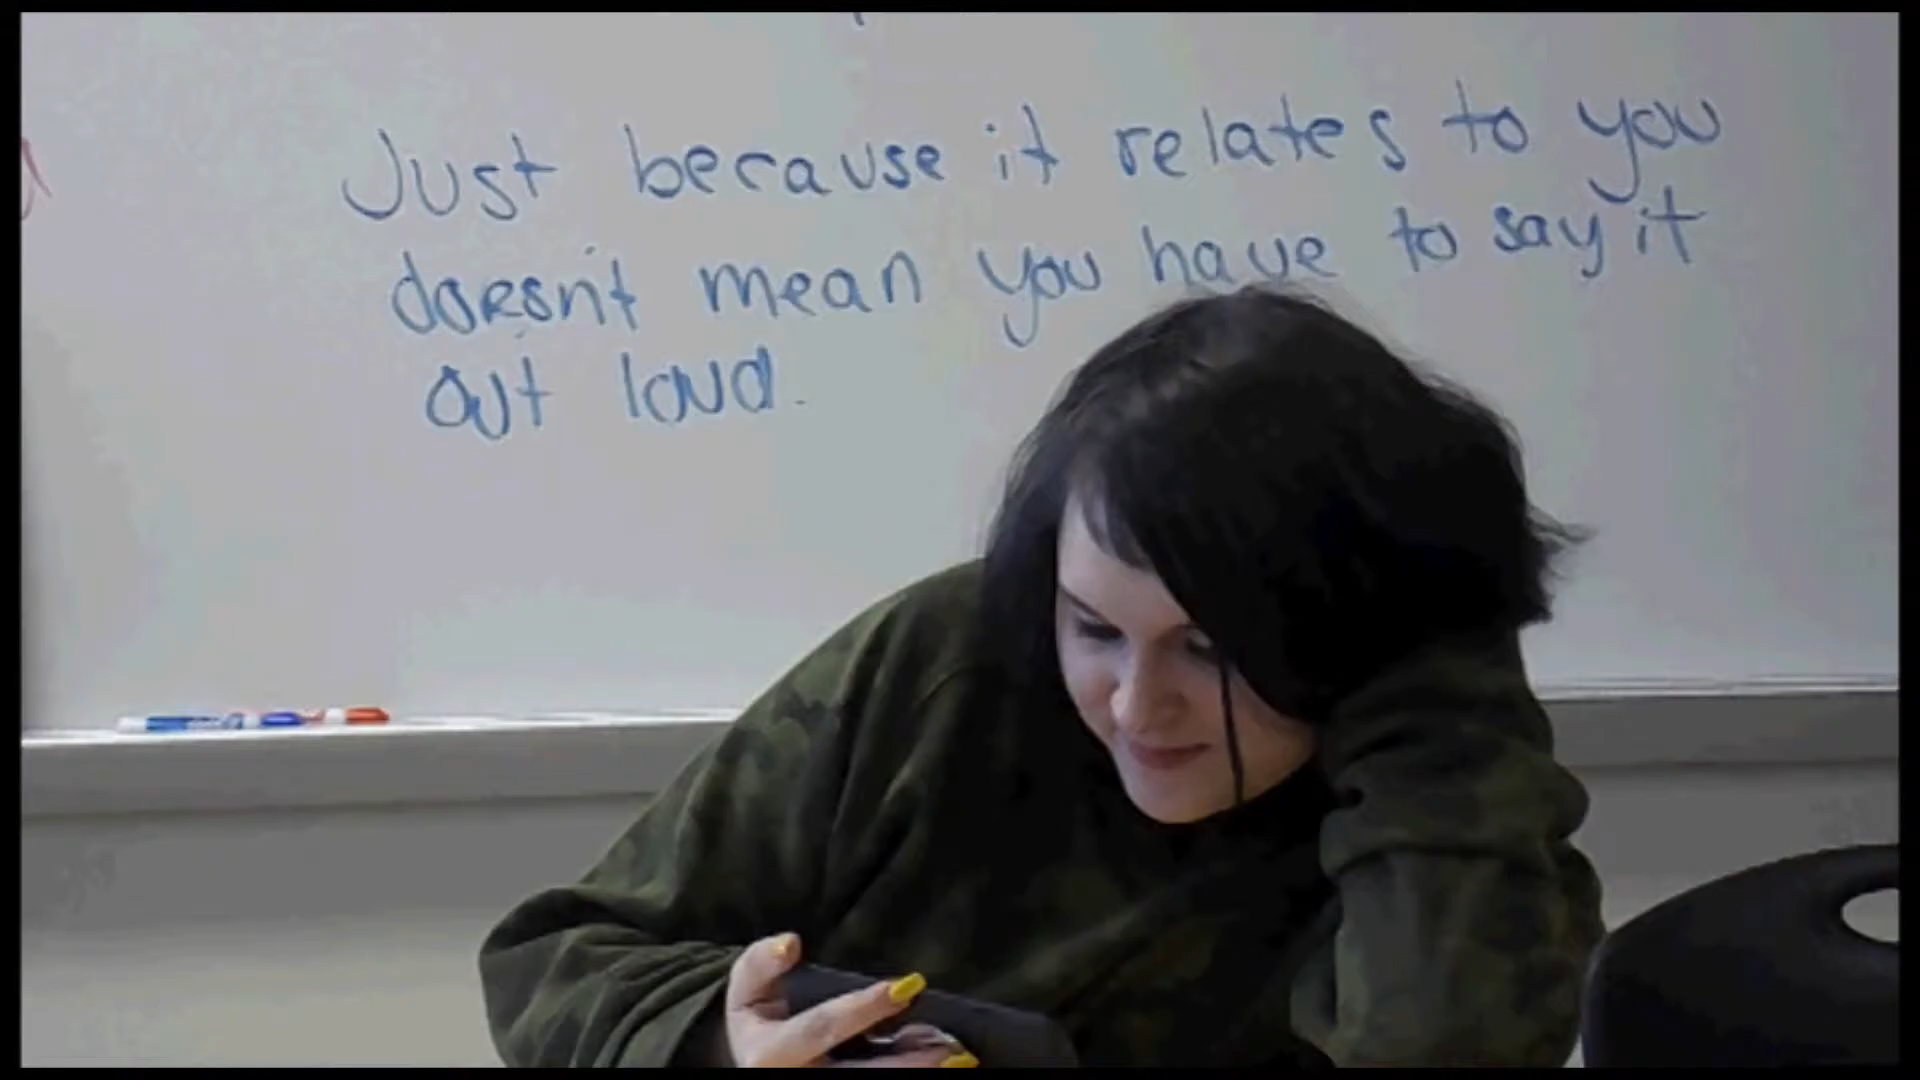 Just because it relates to you
doesn't mean you have to say it
out loud.